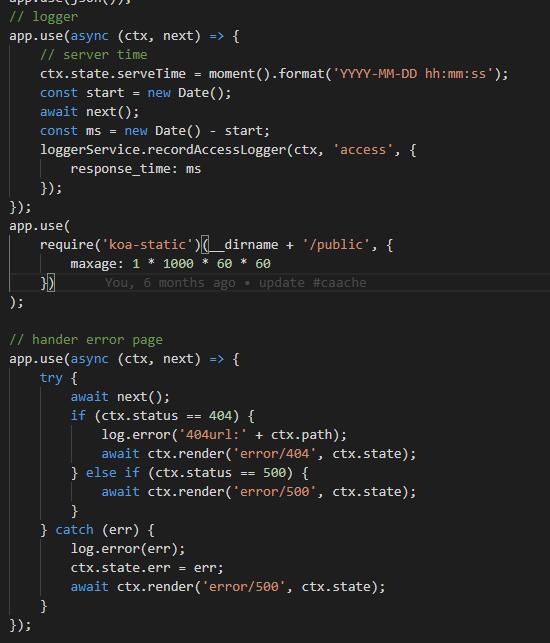 app.use(json());
// logger
app.use(async (ctx, next) => {
    // server time
    ctx.state.serveTime = moment().format('YYYY-MM-DD hh:mm:ss');
    const start = new Date();
    await next();
    const ms = new Date() - start;
    loggerService.recordAccessLogger(ctx, 'access', {
        response_time: ms
    });
});
app.use(
    require('koa-static')(__dirname + '/public', {
        maxage: 1 * 1000 * 60 * 60
    })      You, 6 months ago • update #caache
);

// hander error page
app.use(async (ctx, next) => {
    try {
        await next();
        if (ctx.status == 404) {
            log.error('404url:' + ctx.path);
            await ctx.render('error/404', ctx.state);
        } else if (ctx.status == 500) {
            await ctx.render('error/500', ctx.state);
        }
    } catch (err) {
        log.error(err);
        ctx.state.err = err;
        await ctx.render('error/500', ctx.state);
    }
});